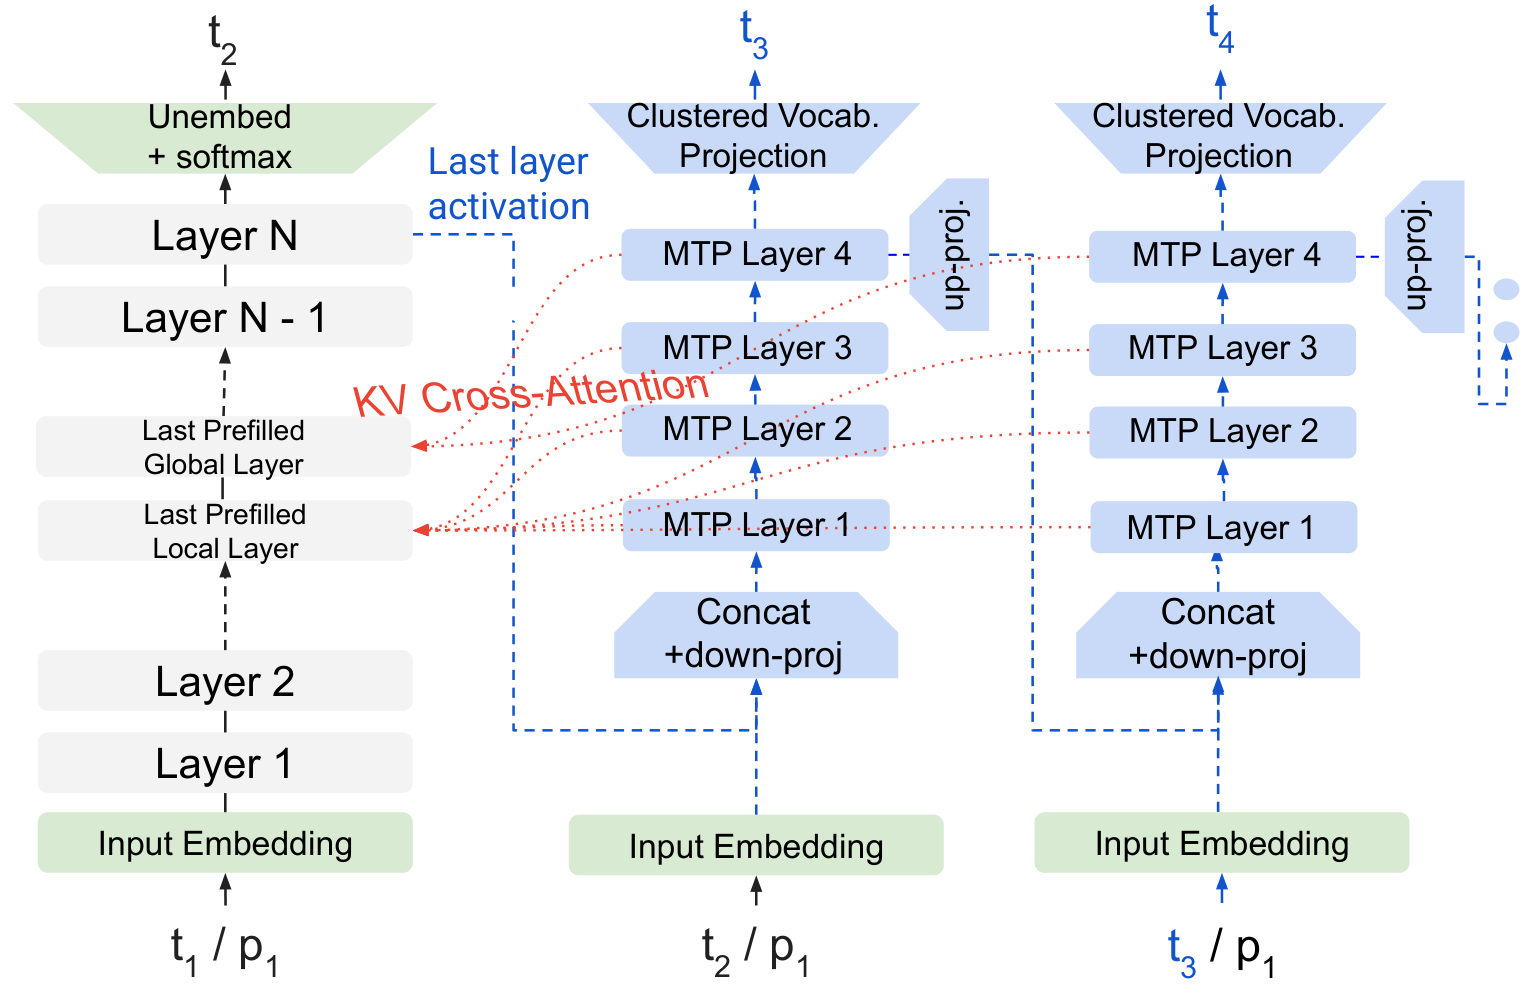 t2
Unembed
+ softmax
Layer N
Layer N - 1
Last Prefilled
Global Layer
Last Prefilled
Local Layer
Layer 2
Layer 1
Input Embedding
t1 / p1
Last layer
activation
KV Cross-Attention
t3
Clustered Vocab.
Projection
MTP Layer 4
up-proj.
MTP Layer 3
MTP Layer 2
MTP Layer 1
Concat
+down-proj
Input Embedding
t2 / p1
t4
Clustered Vocab.
Projection
MTP Layer 4
up-proj.
MTP Layer 3
MTP Layer 2
MTP Layer 1
Concat
+down-proj
Input Embedding
t3 / p1